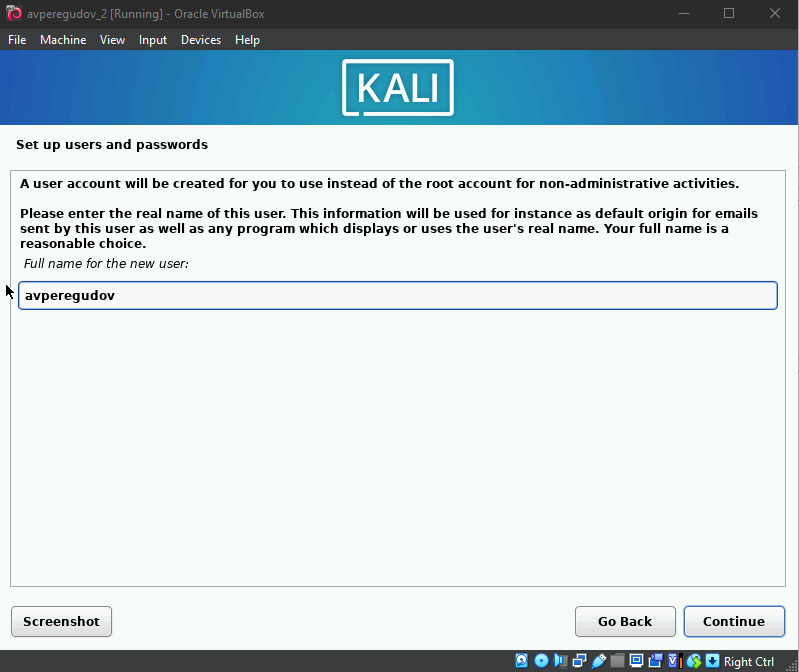 avperegudov_2 [Running] - Oracle VirtualBox
File Machine View Input Devices Help
KALI
Set up users and passwords
A user account will be created for you to use instead of the root account for non-administrative activities.
Please enter the real name of this user. This information will be used for instance as default origin for emails
sent by this user as well as any program which displays or uses the user's real name. Your full name is a
reasonable choice.
Full name for the new user:
avperegudov
Screenshot Go Back Continue
Right Ctrl